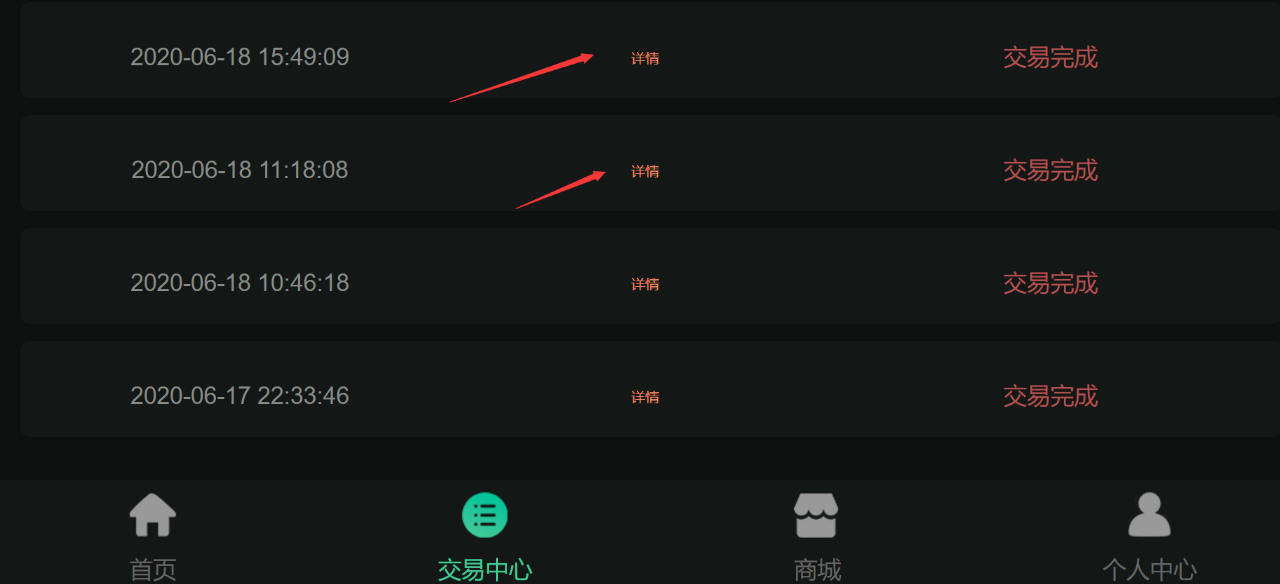 2020-06-18 15:49:09 详情 交易完成
2020-06-18 11:18:08 详情 交易完成
2020-06-18 10:46:18 详情 交易完成
2020-06-17 22:33:46 详情 交易完成
首页 交易中心 商城 个人中心